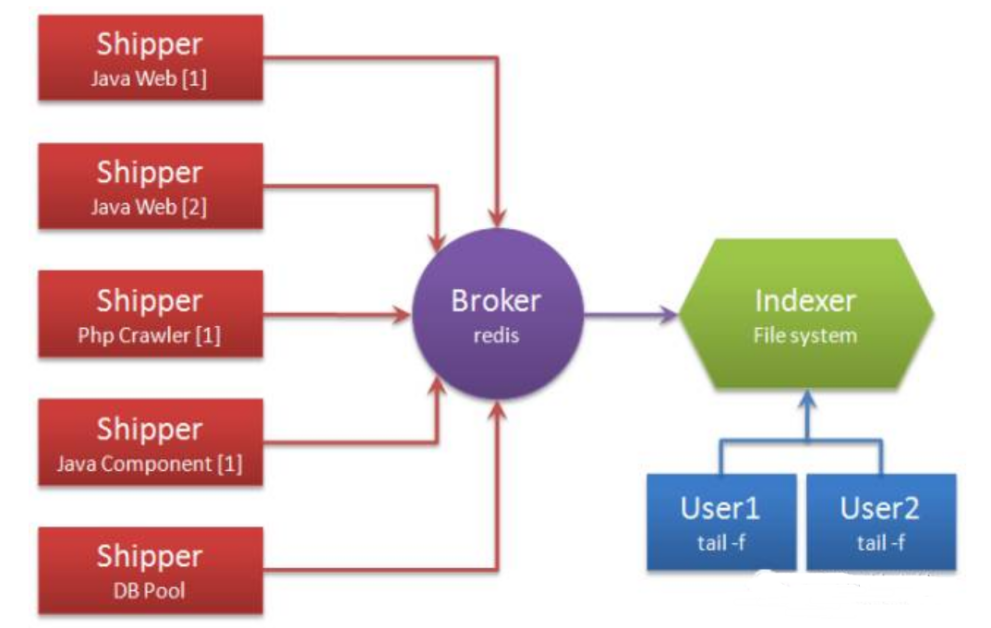 Shipper
Java Web [1]
Shipper
Java Web [2]
Shipper
Php Crawler [1]
Shipper
Java Component [1]
Shipper
DB Pool
Broker
redis
Indexer
File system
User1
tail -f
User2
tail -f